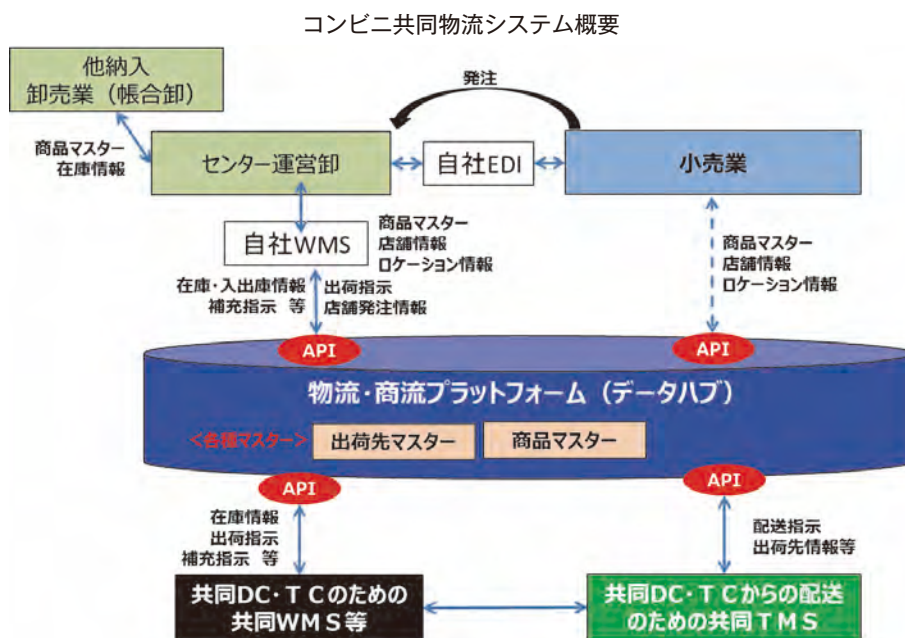 コンビニ共同物流システム概要
他納入
卸売業（帳合卸）
発注
商品マスター
在庫情報
センター運営卸
自社EDI
小売業
自社WMS
商品マスター
店舗情報
ロケーション情報
商品マスター
店舗情報
ロケーション情報
在庫・入出庫情報
補充指示 等
出荷指示
店舗発注情報
API
API
物流・商流プラットフォーム（データハブ）
<各種マスター>
出荷先マスター
商品マスター
API
API
在庫情報
出荷指示
補充指示 等
配送指示
出荷先情報等
共同DC・ＴＣのための
共同ＷＭＳ等
共同DC・ＴＣからの配送
のための共同ＴＭＳ